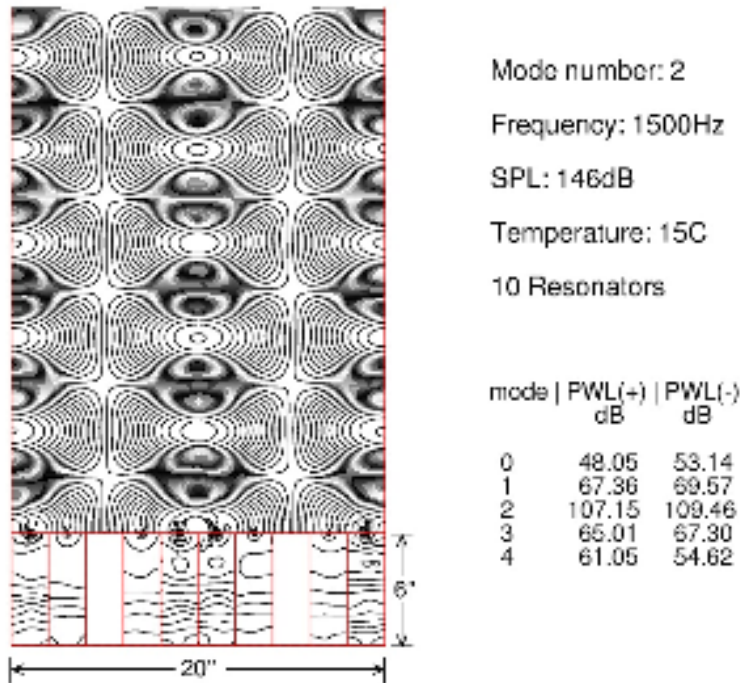 Mode number: 2
Frequency: 1500Hz
SPL: 146dB
Temperature: 15C
10 Resonators
mode | PWL(+) | PWL(-)
dB dB
0 48.05 53.14
1 67.36 69.57
2 107.15 109.46
3 65.01 67.30
4 61.05 54.62
6"
20"